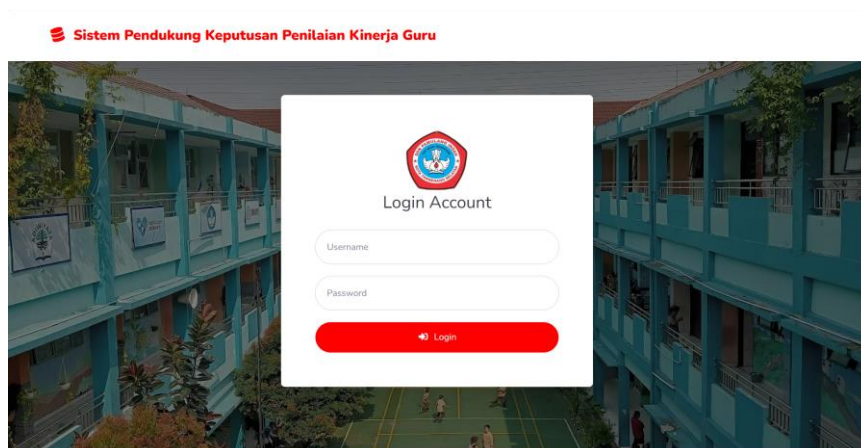 Sistem Pendukung Keputusan Penilaian Kinerja Guru
Login Account
Username
Password
Login